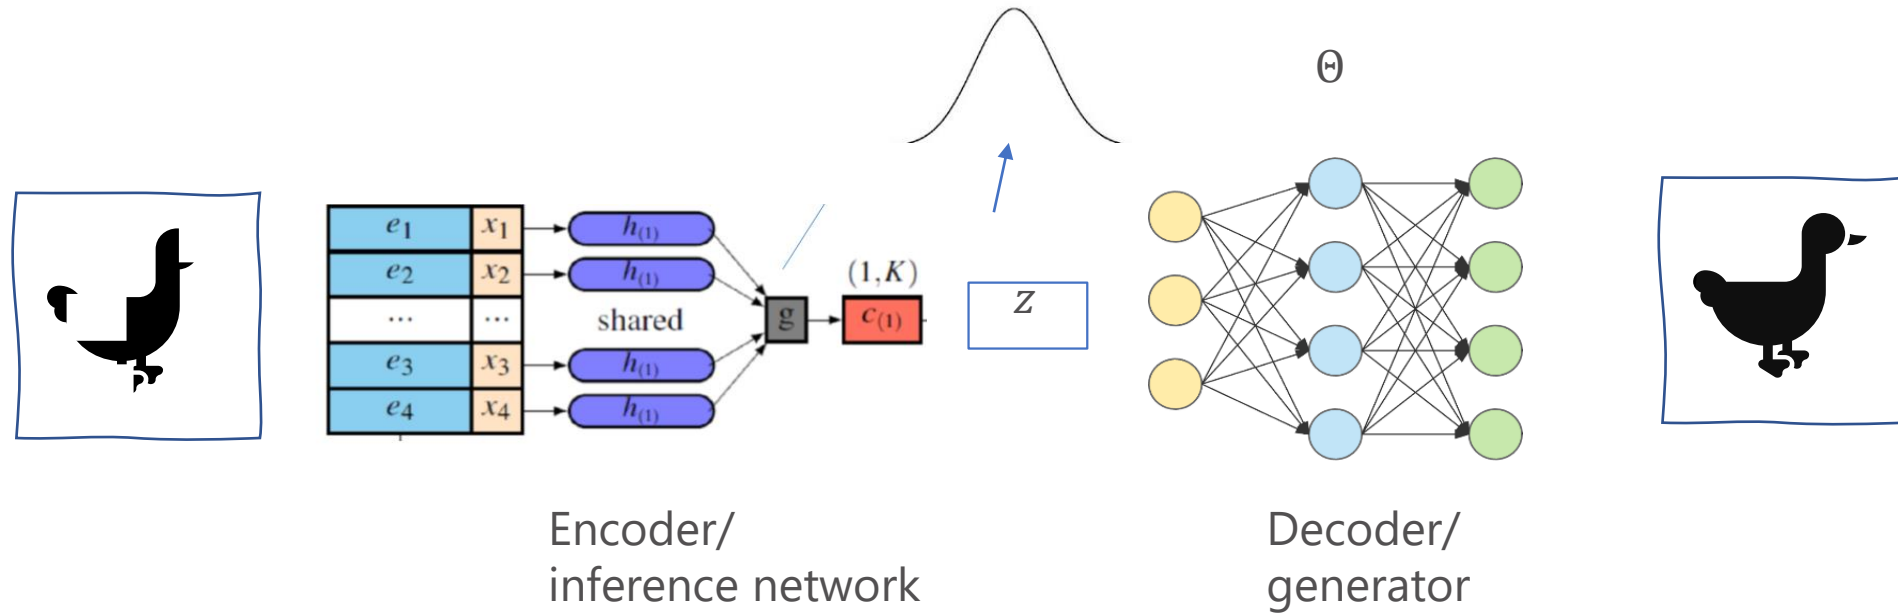 Θ
e₁ x₁ h₍₁₎
e₂ x₂ h₍₁₎
(1, K)
... ... shared g c₍₁₎ z
e₃ x₃ h₍₁₎
e₄ x₄ h₍₁₎
Encoder/
inference network
Decoder/
generator